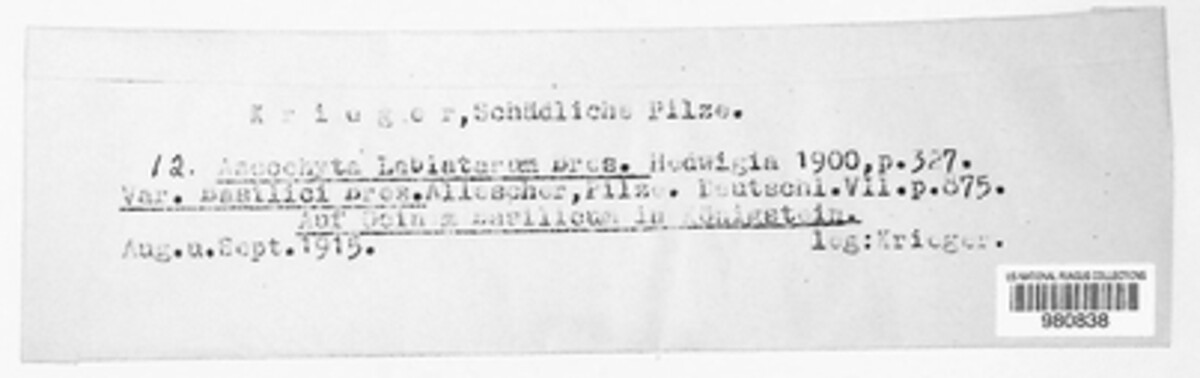 Krieger, Schädliche Pilze.
12. Ascochyta Labiatarum Bres. Hedwigia 1900, p.327.
Var. Basilici Bres. Allescher, Pilze. Deutschl. VII. p.875.
Auf Ocimum Basilicum in Königstein.
Aug.u.Sept.1915. leg:Krieger.
US NATIONAL FUNGUS COLLECTIONS
980838